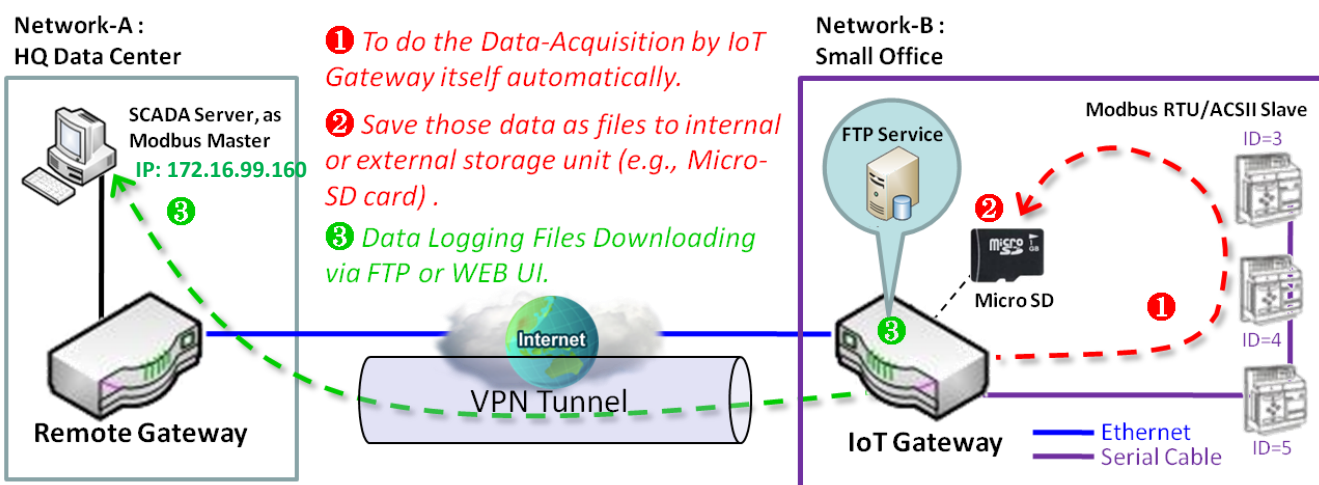 Network-A :
HQ Data Center
SCADA Server, as
Modbus Master
IP: 172.16.99.160
❸
Remote Gateway
❶ To do the Data-Acquisition by IoT
Gateway itself automatically.
❷ Save those data as files to internal
or external storage unit (e.g., Micro-
SD card) .
❸ Data Logging Files Downloading
via FTP or WEB UI.
Internet
VPN Tunnel
Network-B :
Small Office
FTP Service
Modbus RTU/ACSII Slave
ID=3
❷
micro
SD
1
GB
Micro SD
❶
❸
ID=4
IoT Gateway
ID=5
Ethernet
Serial Cable